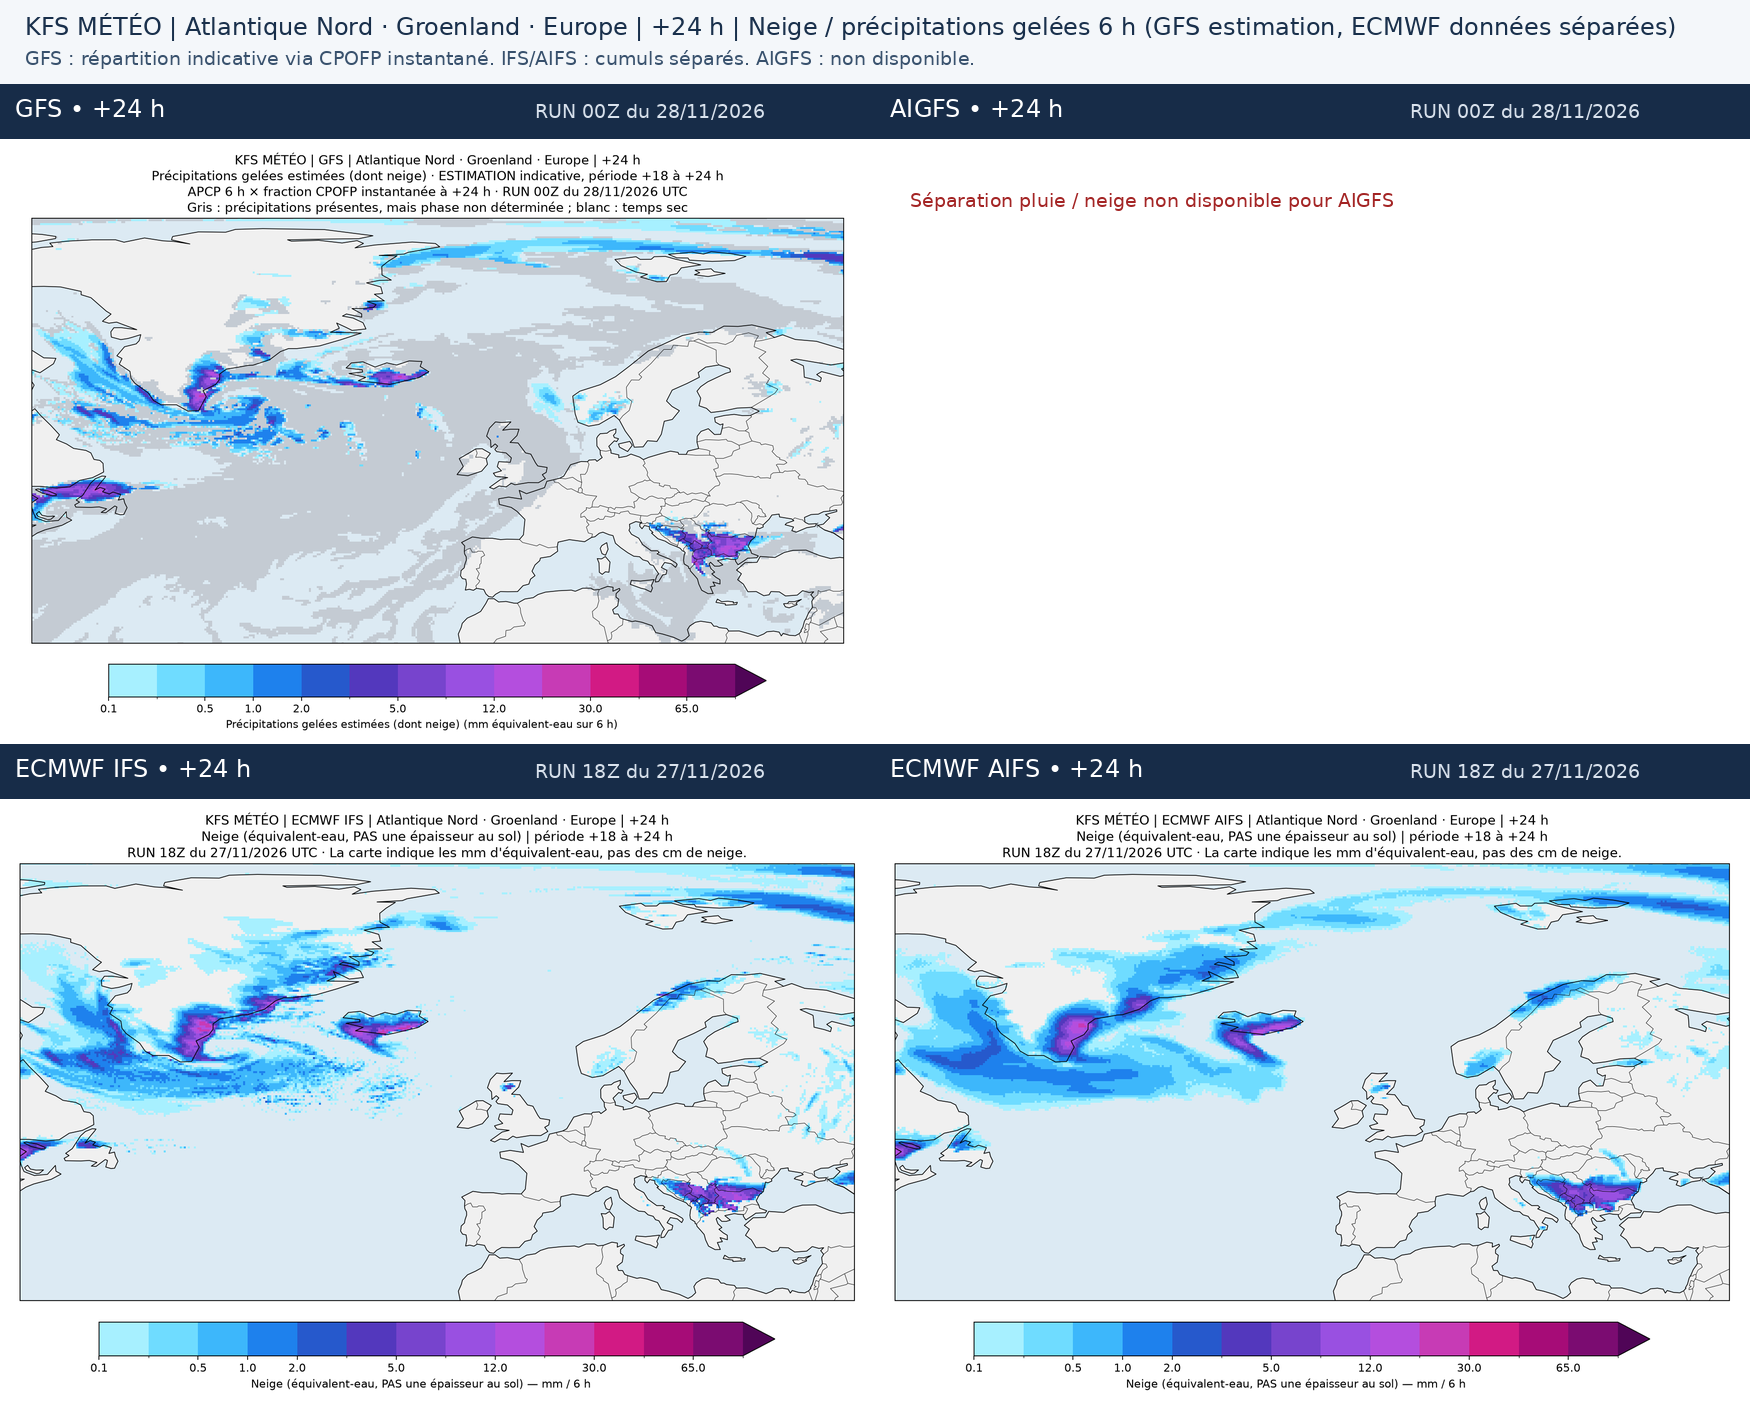 KFS MÉTÉO | Atlantique Nord · Groenland · Europe | +24 h | Neige / précipitations gelées 6 h (GFS estimation, ECMWF données séparées)
GFS : répartition indicative via CPOFP instantané. IFS/AIFS : cumuls séparés. AIGFS : non disponible.
GFS • +24 h
RUN 00Z du 28/11/2026
AIGFS • +24 h
RUN 00Z du 28/11/2026
KFS MÉTÉO | GFS | Atlantique Nord · Groenland · Europe | +24 h
Précipitations gelées estimées (dont neige) · ESTIMATION indicative, période +18 à +24 h
APCP 6 h × fraction CPOFP instantanée à +24 h · RUN 00Z du 28/11/2026 UTC
Gris : précipitations présentes, mais phase non déterminée ; blanc : temps sec
Séparation pluie / neige non disponible pour AIGFS
0.1 0.5 1.0 2.0 5.0 12.0 30.0 65.0
Précipitations gelées estimées (dont neige) (mm équivalent-eau sur 6 h)
ECMWF IFS • +24 h
RUN 18Z du 27/11/2026
ECMWF AIFS • +24 h
RUN 18Z du 27/11/2026
KFS MÉTÉO | ECMWF IFS | Atlantique Nord · Groenland · Europe | +24 h
Neige (équivalent-eau, PAS une épaisseur au sol) | période +18 à +24 h
RUN 18Z du 27/11/2026 UTC · La carte indique les mm d'équivalent-eau, pas des cm de neige.
KFS MÉTÉO | ECMWF AIFS | Atlantique Nord · Groenland · Europe | +24 h
Neige (équivalent-eau, PAS une épaisseur au sol) | période +18 à +24 h
RUN 18Z du 27/11/2026 UTC · La carte indique les mm d'équivalent-eau, pas des cm de neige.
0.1 0.5 1.0 2.0 5.0 12.0 30.0 65.0
Neige (équivalent-eau, PAS une épaisseur au sol) — mm / 6 h
0.1 0.5 1.0 2.0 5.0 12.0 30.0 65.0
Neige (équivalent-eau, PAS une épaisseur au sol) — mm / 6 h